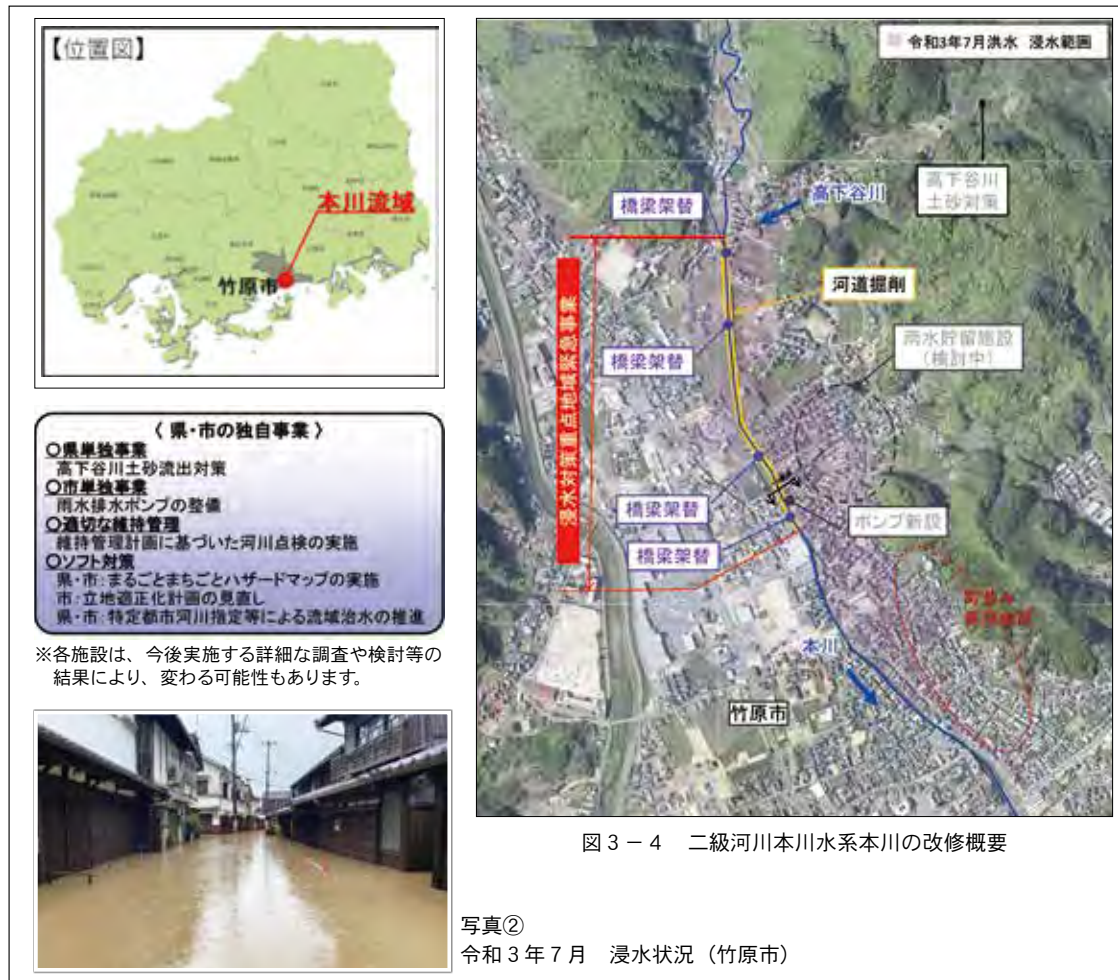 【位置図】
本川流域
竹原市
〈 県・市の独自事業 〉
○県単独事業
高下谷川土砂流出対策
○市単独事業
雨水排水ポンプの整備
○適切な維持管理
維持管理計画に基づいた河川点検の実施
○ソフト対策
県・市：まるごとまちごとハザードマップの実施
市：立地適正化計画の見直し
県・市：特定都市河川指定等による流域治水の推進
※各施設は、今後実施する詳細な調査や検討等の
結果により、変わる可能性もあります。
令和3年7月洪水 浸水範囲
高下谷川
土砂対策
橋梁架替
高下谷川
河道掘削
浸水対策重点地域緊急事業
橋梁架替
雨水貯留施設
（検討中）
橋梁架替
ポンプ新設
橋梁架替
本川
竹原市
図3－4 二級河川本川水系本川の改修概要
写真②
令和3年7月 浸水状況（竹原市）